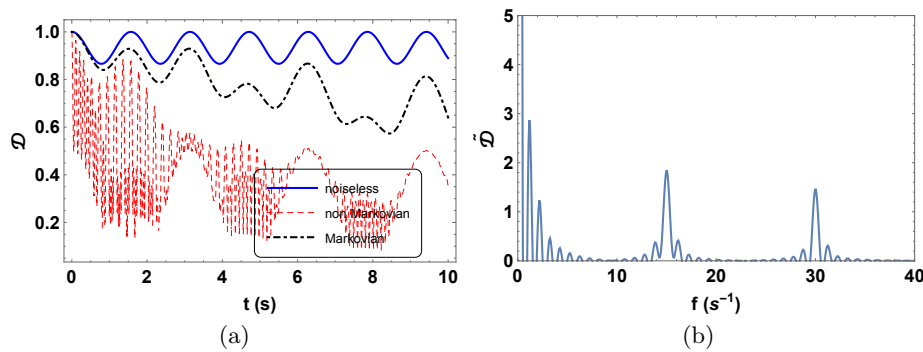 1.0
0.8
0.6
0.4
0.2
𝒟
noiseless
non Markovian
Markovian
0 2 4 6 8 10
t (s)
(a)
5
4
3
2
1
0
𝒟̃
0 10 20 30 40
f (s⁻¹)
(b)